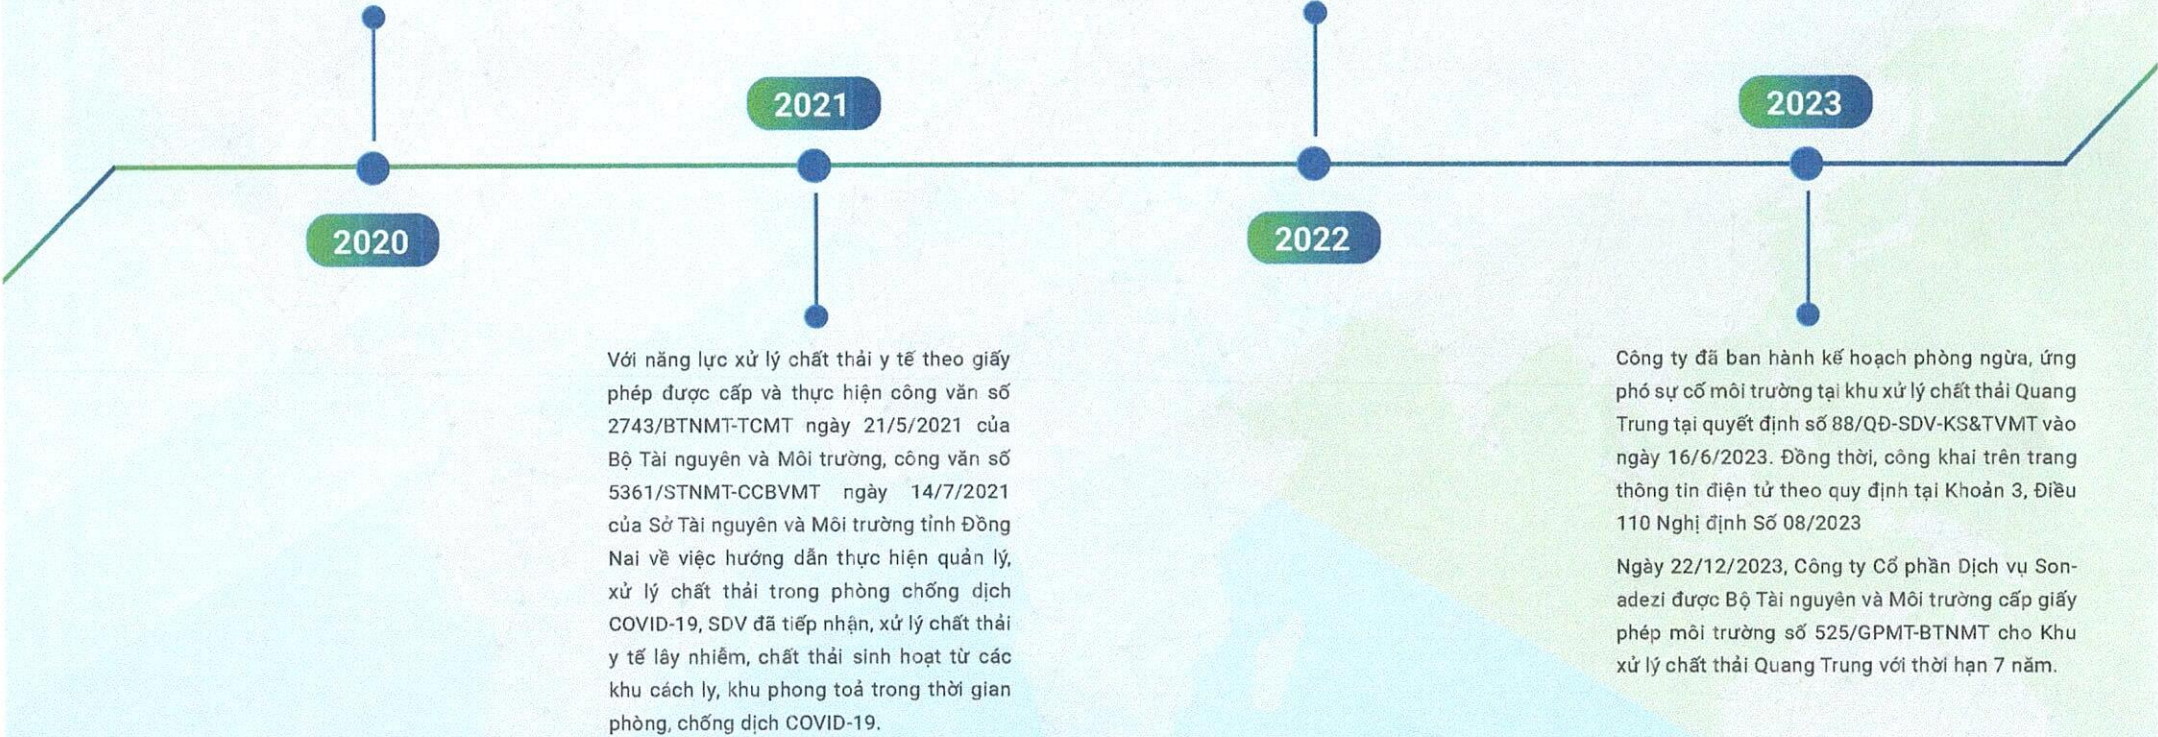 2021
2023
2020
2022
Với năng lực xử lý chất thải y tế theo giấy
phép được cấp và thực hiện công văn số
2743/BTNMT-TCMT ngày 21/5/2021 của
Bộ Tài nguyên và Môi trường, công văn số
5361/STNMT-CCBVMT ngày 14/7/2021
của Sở Tài nguyên và Môi trường tỉnh Đồng
Nai về việc hướng dẫn thực hiện quản lý,
xử lý chất thải trong phòng chống dịch
COVID-19, SDV đã tiếp nhận, xử lý chất thải
y tế lây nhiễm, chất thải sinh hoạt từ các
khu cách ly, khu phong toả trong thời gian
phòng, chống dịch COVID-19.
Công ty đã ban hành kế hoạch phòng ngừa, ứng
phó sự cố môi trường tại khu xử lý chất thải Quang
Trung tại quyết định số 88/QĐ-SDV-KS&TVMT vào
ngày 16/6/2023. Đồng thời, công khai trên trang
thông tin điện tử theo quy định tại Khoản 3, Điều
110 Nghị định Số 08/2023
Ngày 22/12/2023, Công ty Cổ phần Dịch vụ Son-
adezi được Bộ Tài nguyên và Môi trường cấp giấy
phép môi trường số 525/GPMT-BTNMT cho Khu
xử lý chất thải Quang Trung với thời hạn 7 năm.